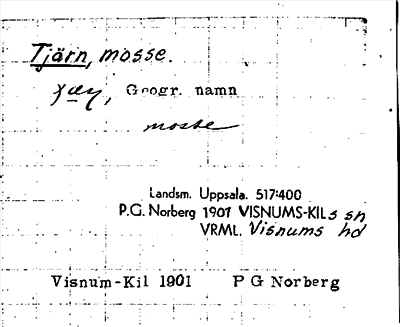 Tjärn, mosse.
Geogr. namn
mosse
Landsm. Uppsala. 517:400
P.G. Norberg 1901 VISNUMS-KILs sn
VRML. Visnums hd
Visnum-Kil 1901 P G Norberg